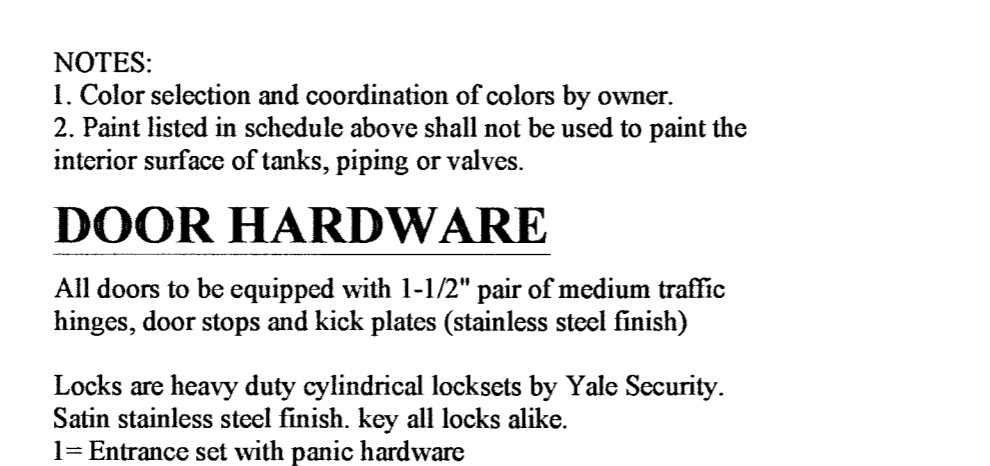 NOTES:
1. Color selection and coordination of colors by owner.
2. Paint listed in schedule above shall not be used to paint the
interior surface of tanks, piping or valves.
DOOR HARDWARE
All doors to be equipped with 1-1/2" pair of medium traffic
hinges, door stops and kick plates (stainless steel finish)
Locks are heavy duty cylindrical locksets by Yale Security.
Satin stainless steel finish. key all locks alike.
1= Entrance set with panic hardware